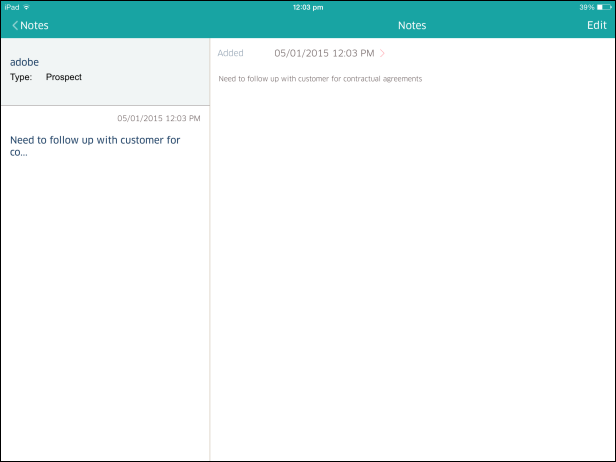 iPad 12:03 pm 39%
Notes Notes Edit
adobe
Type: Prospect
05/01/2015 12:03 PM
Need to follow up with customer for
co...
Added 05/01/2015 12:03 PM
Need to follow up with customer for contractual agreements